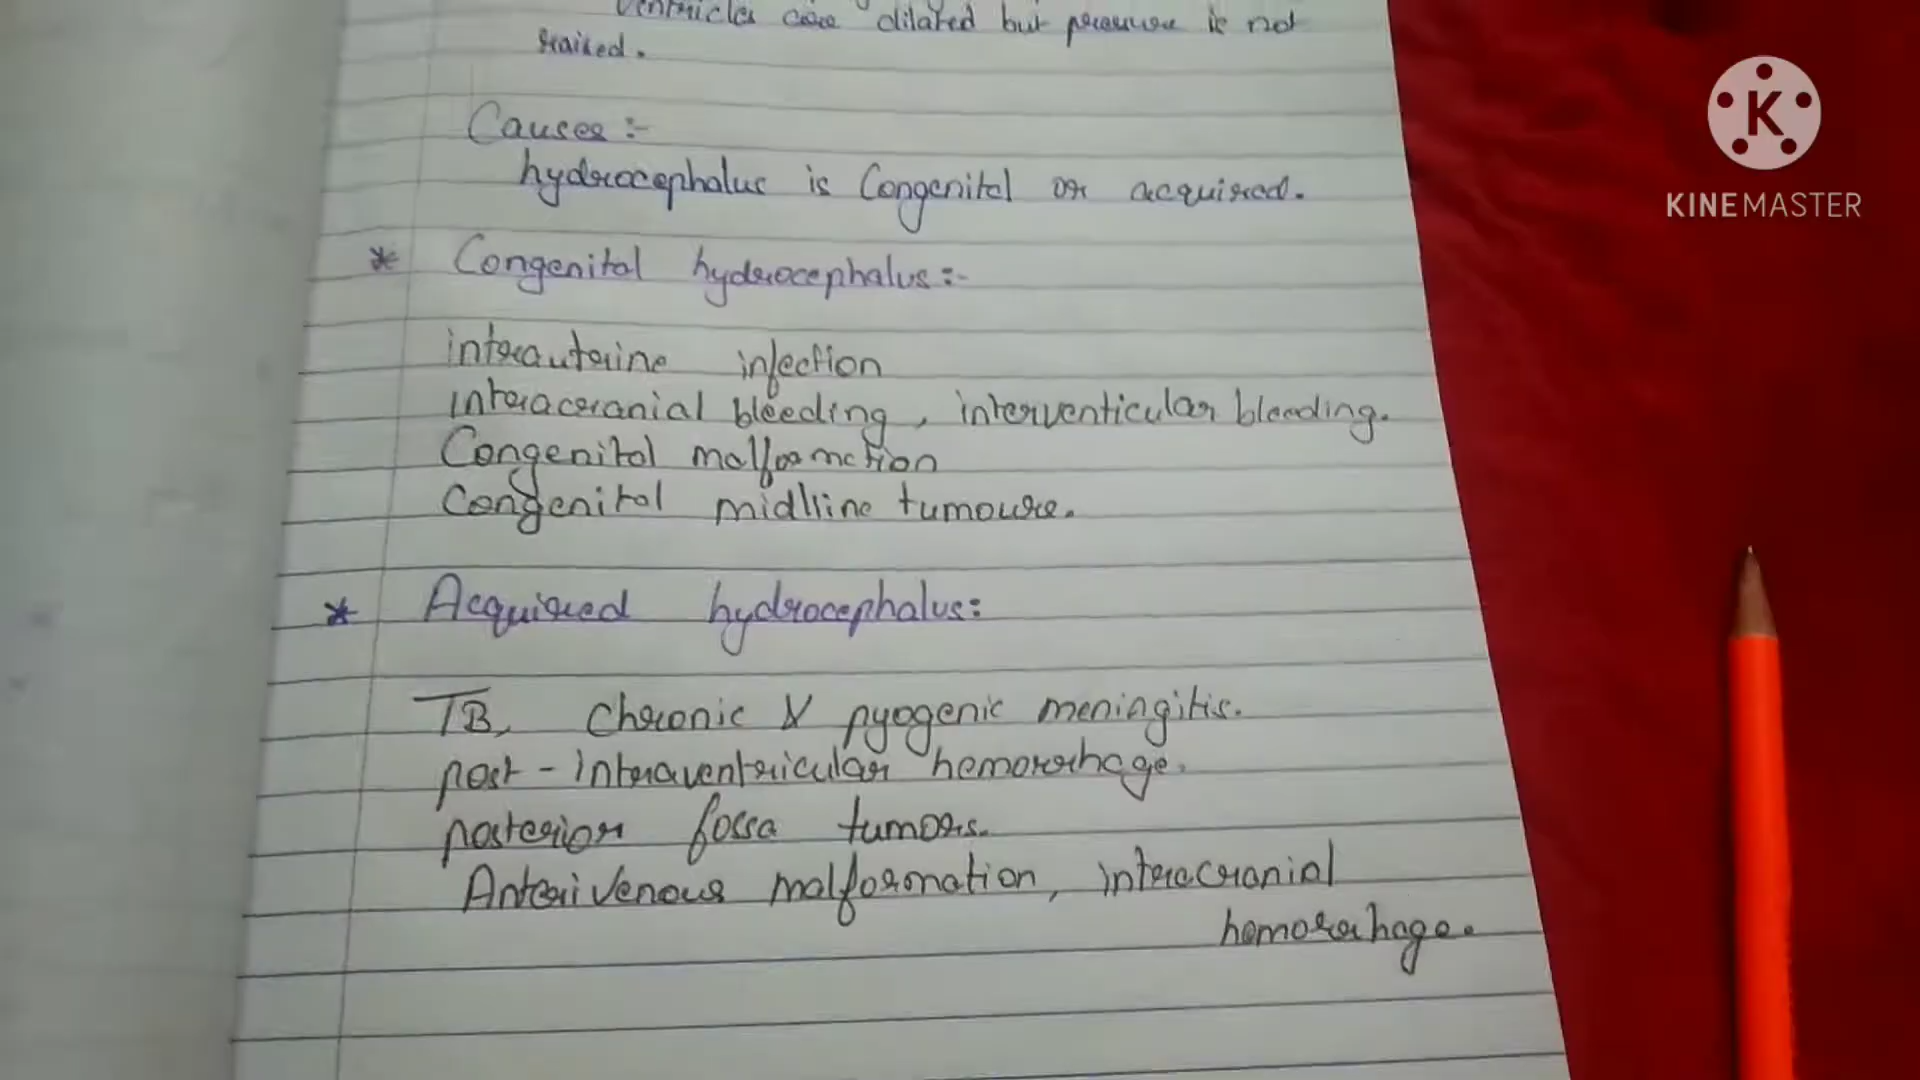 Ventricles are dilated but pressure is not
raised.
Causes :-
hydrocephalus is Congenital or acquired.
* Congenital hydrocephalus :-
intrauterine infection
intracranial bleeding, interventicular bleeding.
Congenital malformation
Congenital midline tumours.
* Acquired hydrocephalus:
TB, Chronic & pyogenic meningitis.
post - intraventricular hemorrhage.
posterior fossa tumors.
Arterivenous malformation, intracranial
hemorrhage.
K
KINEMASTER